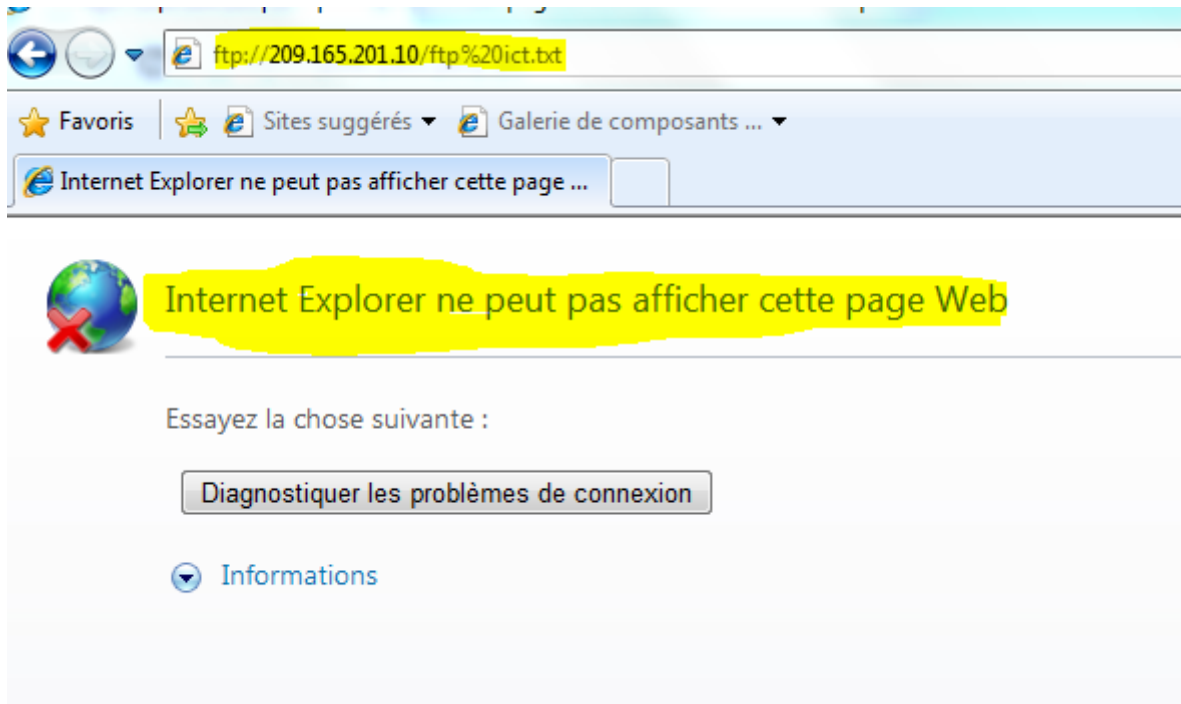 ftp://209.165.201.10/ftp%20ict.txt
Favoris Sites suggérés Galerie de composants ...
Internet Explorer ne peut pas afficher cette page ...
Internet Explorer ne peut pas afficher cette page Web
Essayez la chose suivante :
Diagnostiquer les problèmes de connexion
Informations